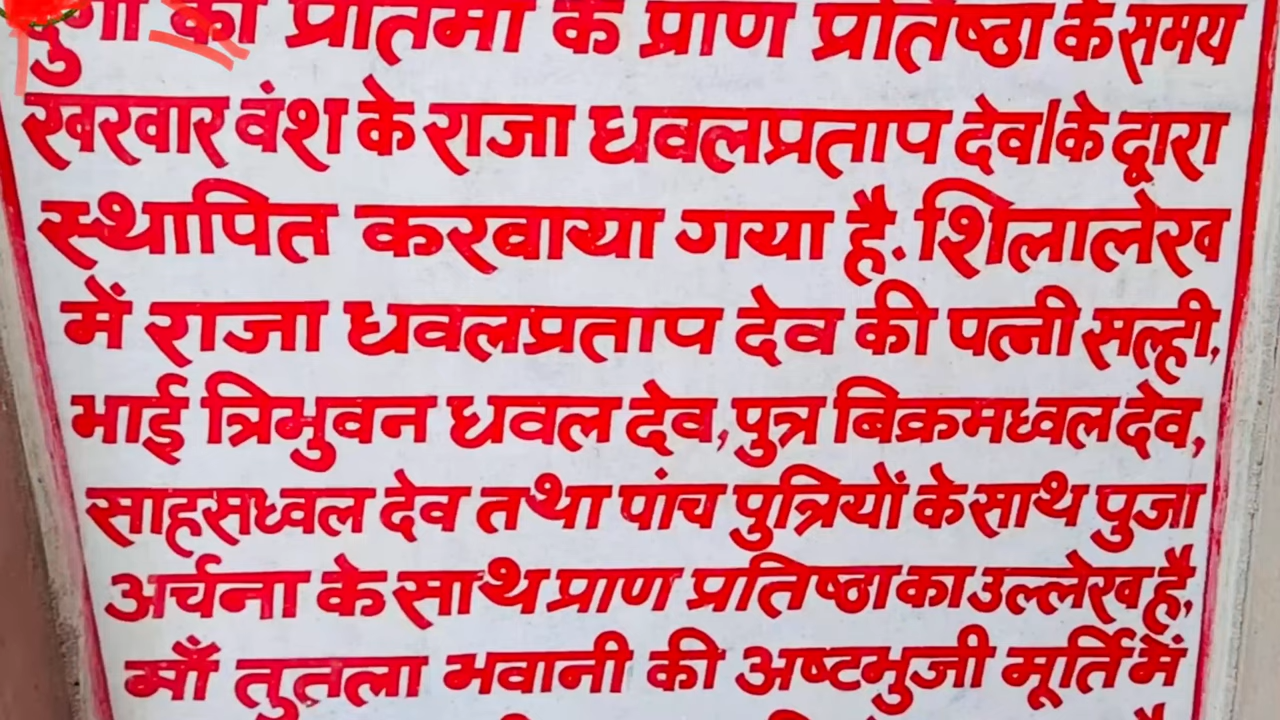 दुर्गा की प्रतिमा के प्राण प्रतिष्ठा के समय
खरवार वंश के राजा धवलप्रताप देव के द्वारा
स्थापित करवाया गया है. शिलालेख
में राजा धवलप्रताप देव की पत्नी सल्ही,
भाई त्रिभुवन धवल देव, पुत्र बिक्रमध्वल देव,
साहसध्वल देव तथा पांच पुत्रियों के साथ पुजा
अर्चना के साथ प्राण प्रतिष्ठा का उल्लेख है,
माँ तुतला भवानी की अष्टभुजी मूर्ति में